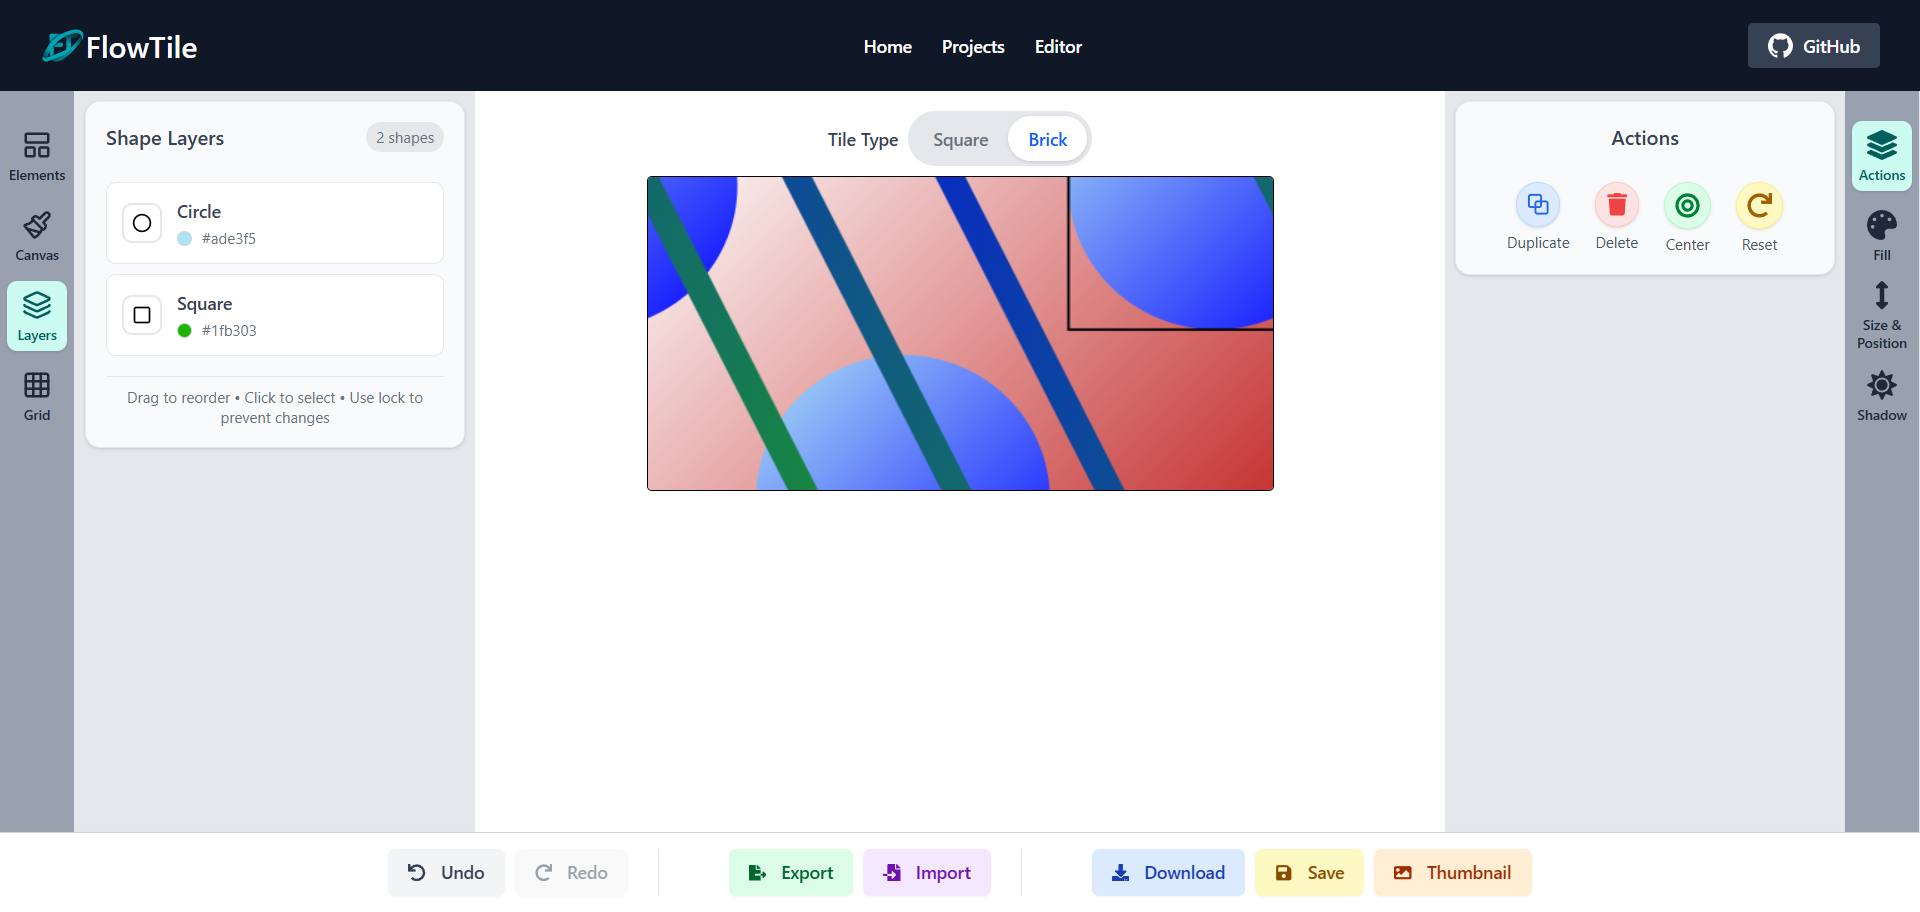 FlowTile
Home
Projects
Editor
GitHub
Elements
Canvas
Layers
Grid
Shape Layers
2 shapes
Circle
#ade3f5
Square
#1fb303
Drag to reorder • Click to select • Use lock to
prevent changes
Tile Type
Square
Brick
Actions
Duplicate
Delete
Center
Reset
Actions
Fill
Size &
Position
Shadow
Undo
Redo
Export
Import
Download
Save
Thumbnail